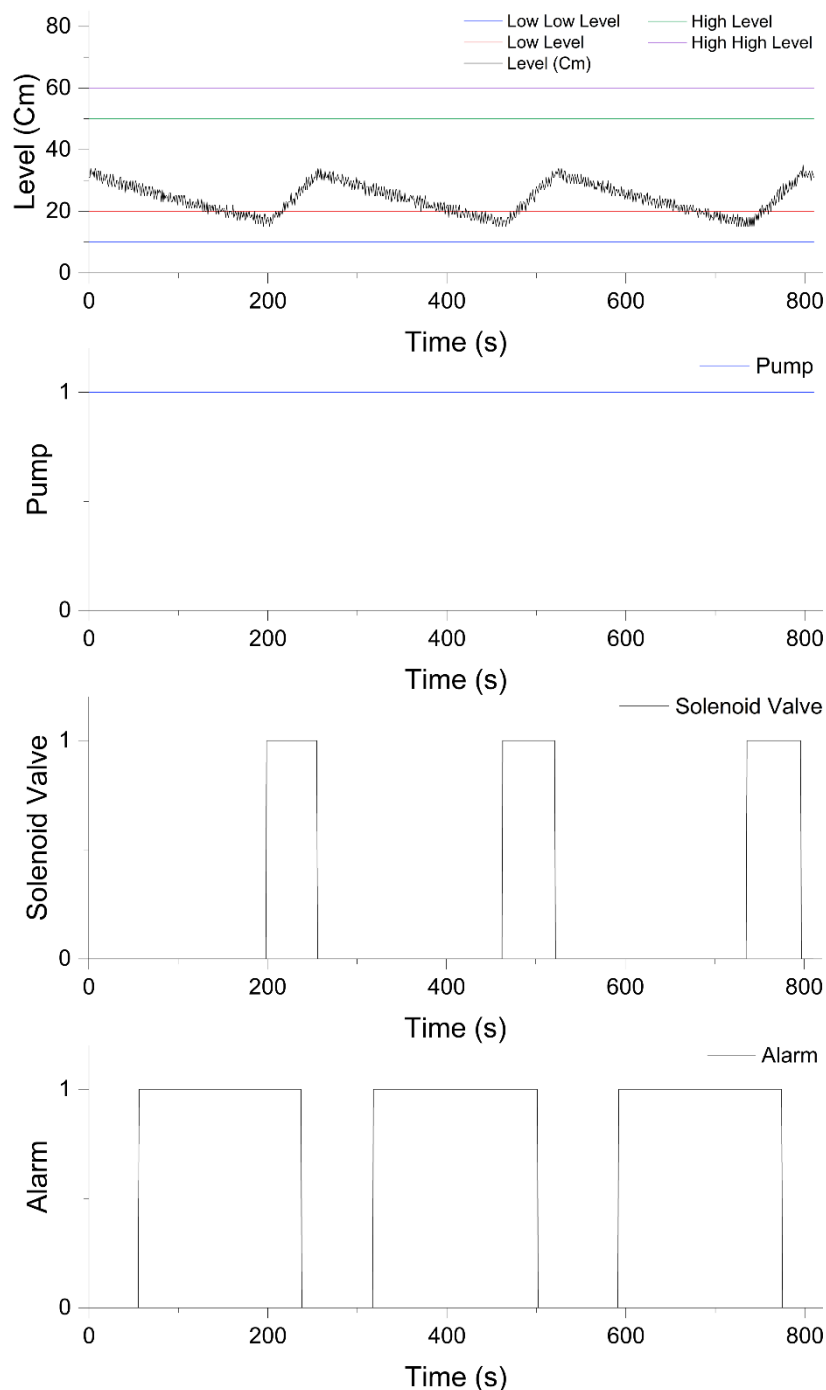 80
Low Low Level
High Level
Low Level
High High Level
Level (Cm)
60
40
20
0
Level (Cm)
0 200 400 600 800
Time (s)
Pump
1
0
Pump
0 200 400 600 800
Time (s)
Solenoid Valve
1
0
Solenoid Valve
0 200 400 600 800
Time (s)
Alarm
1
0
Alarm
0 200 400 600 800
Time (s)